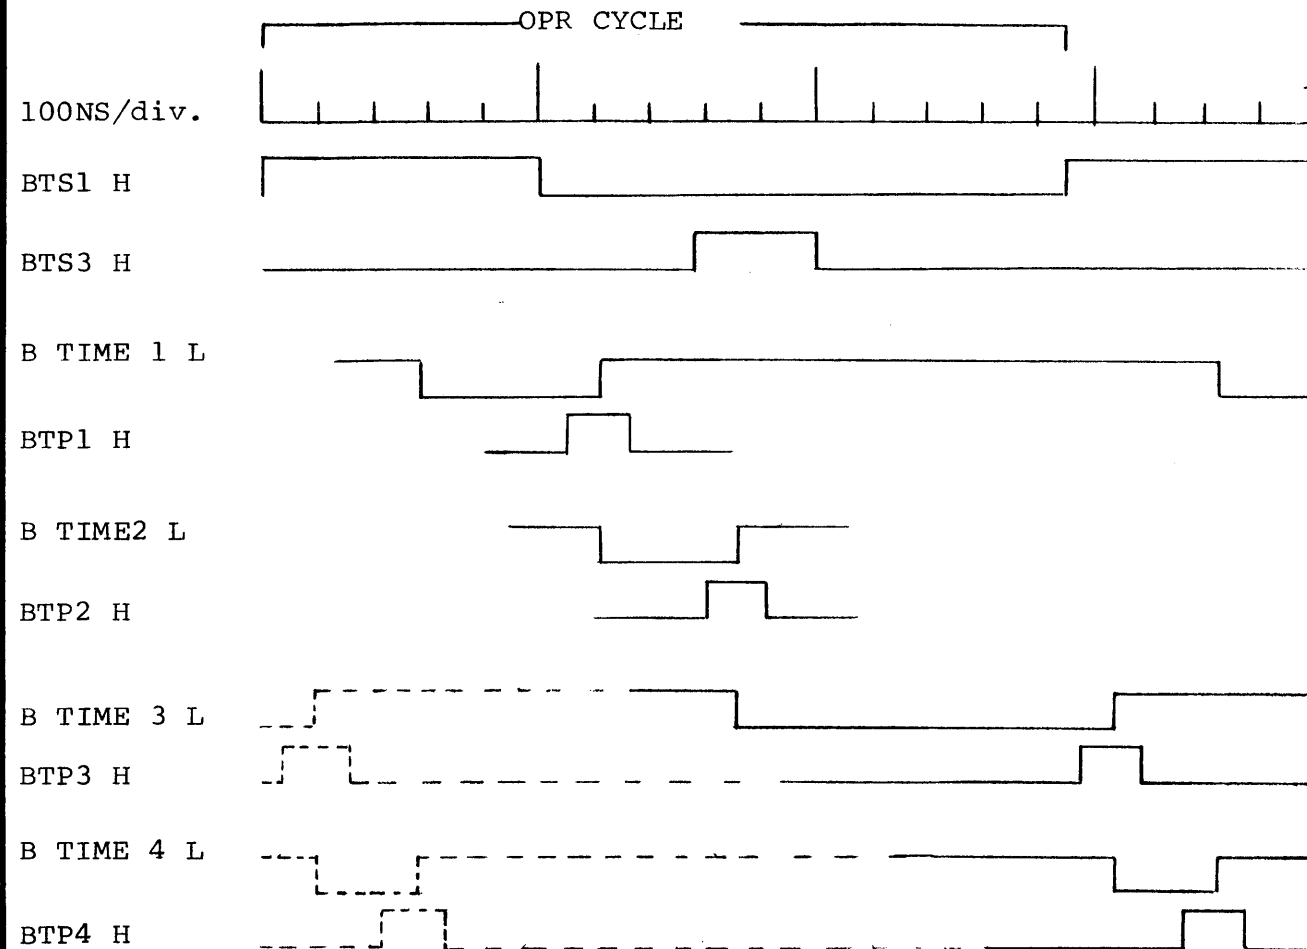 OPR CYCLE
100NS/div.
BTS1 H
BTS3 H
B TIME 1 L
BTP1 H
B TIME2 L
BTP2 H
B TIME 3 L
BTP3 H
B TIME 4 L
BTP4 H